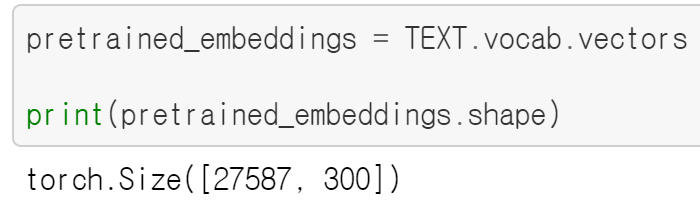 pretrained_embeddings = TEXT.vocab.vectors
print(pretrained_embeddings.shape)
torch.Size([27587, 300])